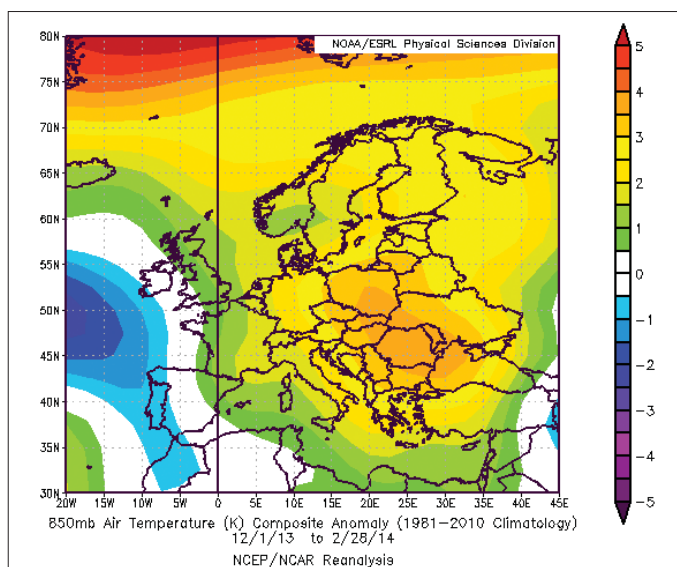 NOAA/ESRL Physical Sciences Division
80N
75N
70N
65N
60N
55N
50N
45N
40N
35N
30N
20W 15W 10W 5W 0 5E 10E 15E 20E 25E 30E 35E 40E 45E
5
4
3
2
1
0
-1
-2
-3
-4
-5
850mb Air Temperature (K) Composite Anomaly (1981-2010 Climatology)
12/1/13 to 2/28/14
NCEP/NCAR Reanalysis